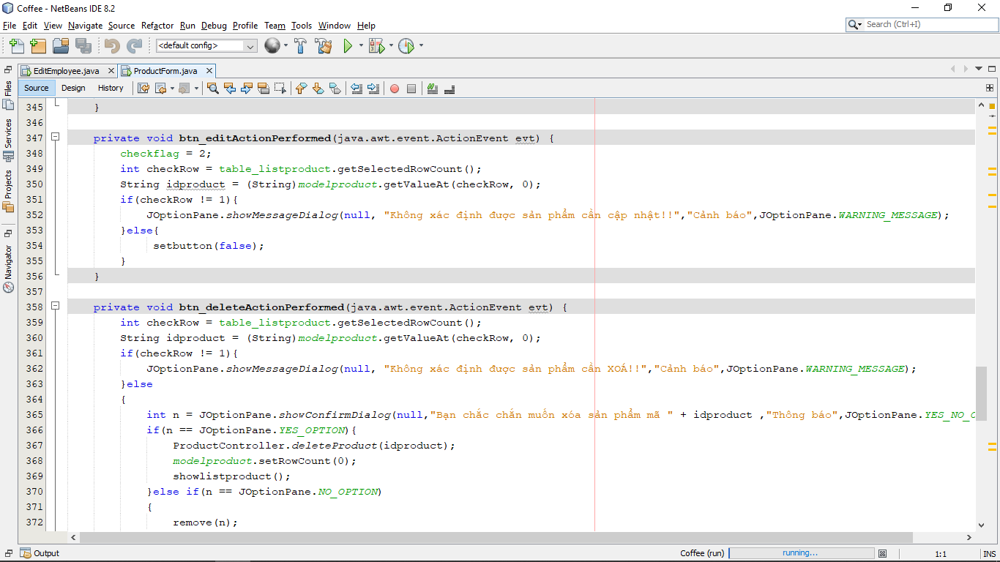 Coffee - NetBeans IDE 8.2
File Edit View Navigate Source Refactor Run Debug Profile Team Tools Window Help
Search (Ctrl+I)
<default config>
EditEmployee.java ProductForm.java
Source Design History
Files
Services
Projects
Navigator
345 }
346
347 private void btn_editActionPerformed(java.awt.event.ActionEvent evt) {
348 checkflag = 2;
349 int checkRow = table_listproduct.getSelectedRowCount();
350 String idproduct = (String)modelproduct.getValueAt(checkRow, 0);
351 if(checkRow != 1){
352 JOptionPane.showMessageDialog(null, "Không xác định được sản phẩm cần cập nhật!!","Cảnh báo",JOptionPane.WARNING_MESSAGE);
353 }else{
354 setbutton(false);
355 }
356 }
357
358 private void btn_deleteActionPerformed(java.awt.event.ActionEvent evt) {
359 int checkRow = table_listproduct.getSelectedRowCount();
360 String idproduct = (String)modelproduct.getValueAt(checkRow, 0);
361 if(checkRow != 1){
362 JOptionPane.showMessageDialog(null, "Không xác định được sản phẩm cần XOÁ!!","Cảnh báo",JOptionPane.WARNING_MESSAGE);
363 }else
364 {
365 int n = JOptionPane.showConfirmDialog(null,"Bạn chắc chắn muốn xóa sản phẩm mã " + idproduct ,"Thông báo",JOptionPane.YES_NO_
366 if(n == JOptionPane.YES_OPTION){
367 ProductController.deleteProduct(idproduct);
368 modelproduct.setRowCount(0);
369 showlistproduct();
370 }else if(n == JOptionPane.NO_OPTION)
371 {
372 remove(n);
Output
Coffee (run) running... 1:1 INS